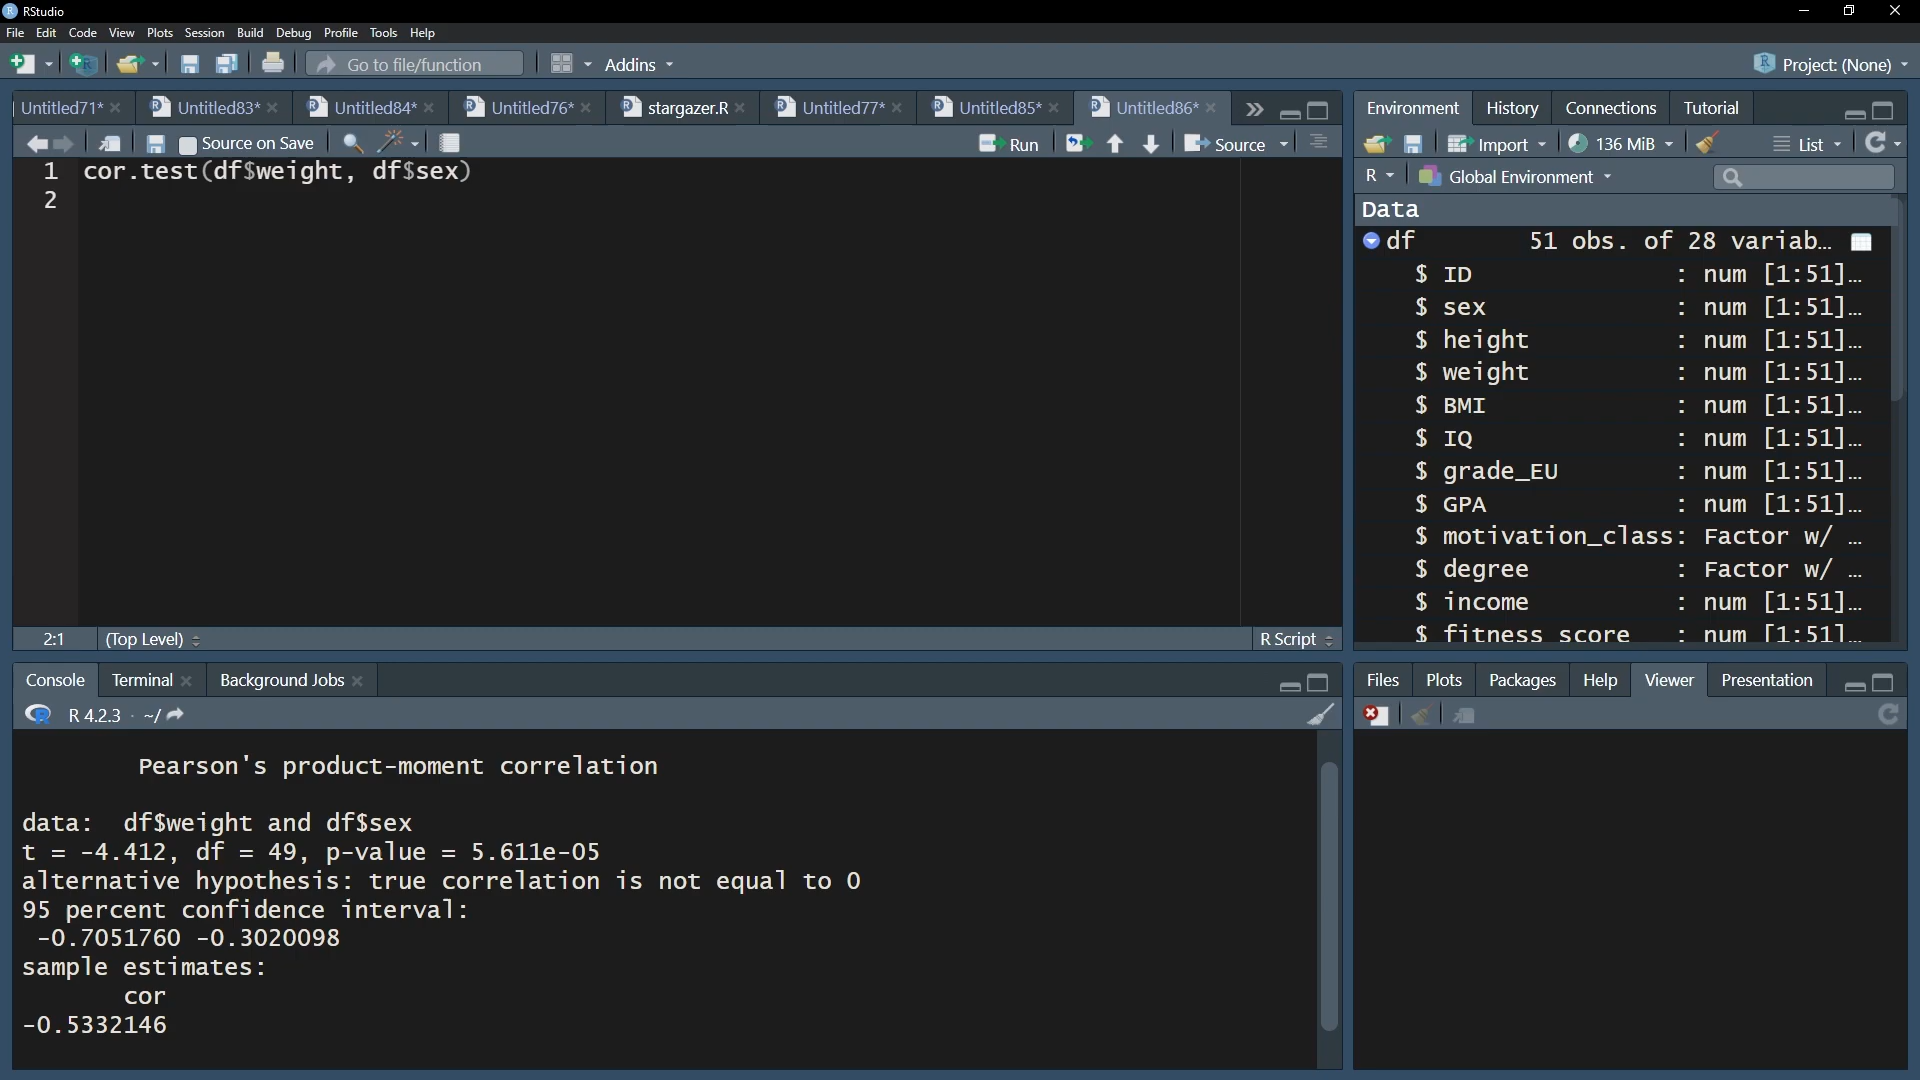 RStudio
File Edit Code View Plots Session Build Debug Profile Tools Help
Go to file/function
Addins
Project: (None)
Untitled71*
Untitled83*
Untitled84*
Untitled76*
stargazer.R
Untitled77*
Untitled85*
Untitled86*
Source on Save
Run
Source
1 cor.test(df$weight, df$sex)
2
2:1
(Top Level)
R Script
Console
Terminal
Background Jobs
R 4.2.3 · ~/
Pearson's product-moment correlation
data: df$weight and df$sex
t = -4.412, df = 49, p-value = 5.611e-05
alternative hypothesis: true correlation is not equal to 0
95 percent confidence interval:
-0.7051760 -0.3020098
sample estimates:
cor
-0.5332146
Environment History Connections Tutorial
Import
136 MiB
List
R
Global Environment
Data
df 51 obs. of 28 variab…
$ ID : num [1:51]…
$ sex : num [1:51]…
$ height : num [1:51]…
$ weight : num [1:51]…
$ BMI : num [1:51]…
$ IQ : num [1:51]…
$ grade_EU : num [1:51]…
$ GPA : num [1:51]…
$ motivation_class: Factor w/ …
$ degree : Factor w/ …
$ income : num [1:51]…
$ fitness_score : num [1:51]…
Files Plots Packages Help Viewer Presentation